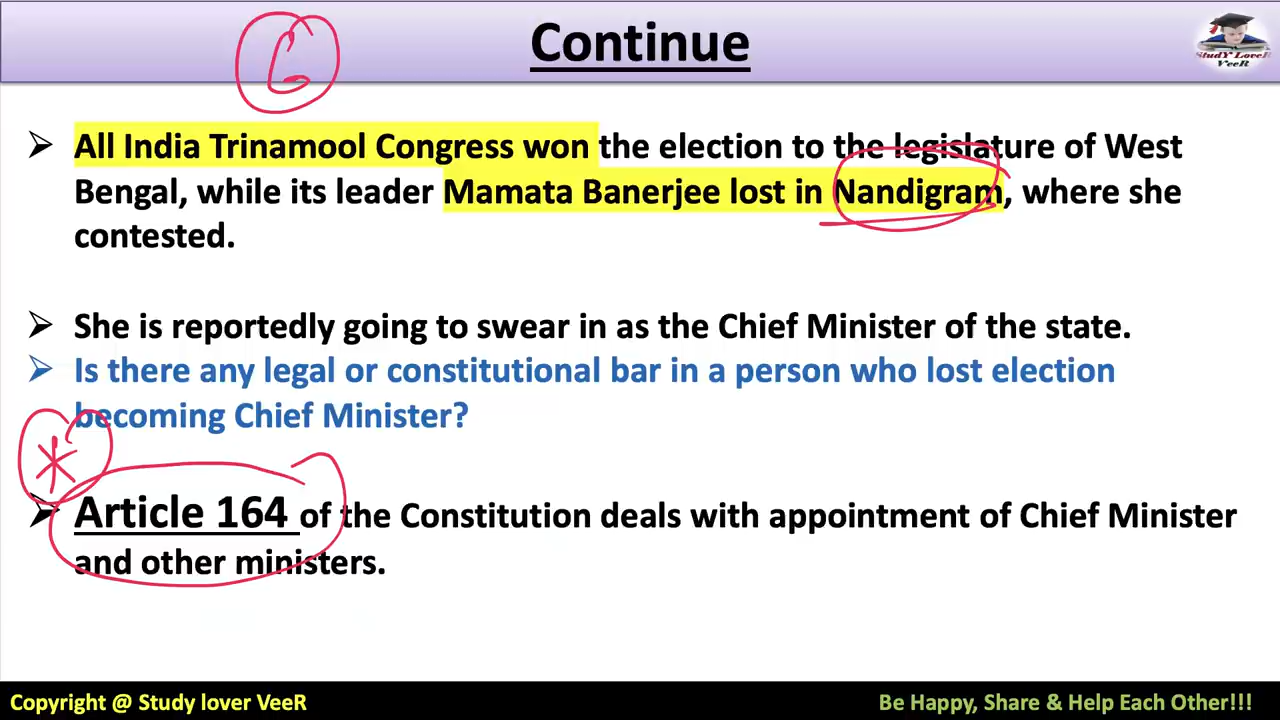 Continue
6
StudY LoveR
VeeR
➢ All India Trinamool Congress won the election to the legislature of West
Bengal, while its leader Mamata Banerjee lost in Nandigram, where she
contested.
➢ She is reportedly going to swear in as the Chief Minister of the state.
➢ Is there any legal or constitutional bar in a person who lost election
becoming Chief Minister?
➢ Article 164 of the Constitution deals with appointment of Chief Minister
and other ministers.
Copyright @ Study lover VeeR
Be Happy, Share & Help Each Other!!!